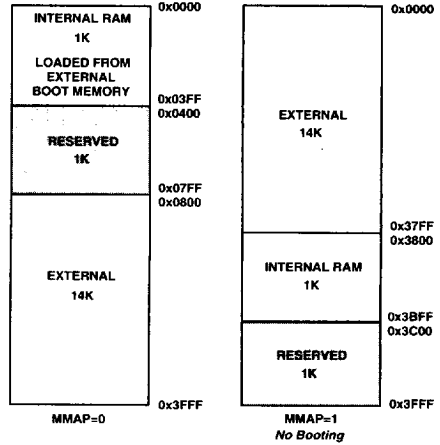 INTERNAL RAM
1K
LOADED FROM
EXTERNAL
BOOT MEMORY
0x0000
0x03FF
0x0400
RESERVED
1K
0x07FF
0x0800
EXTERNAL
14K
0x3FFF
MMAP=0
0x0000
EXTERNAL
14K
0x37FF
0x3800
INTERNAL RAM
1K
0x3BFF
0x3C00
RESERVED
1K
0x3FFF
MMAP=1
No Booting